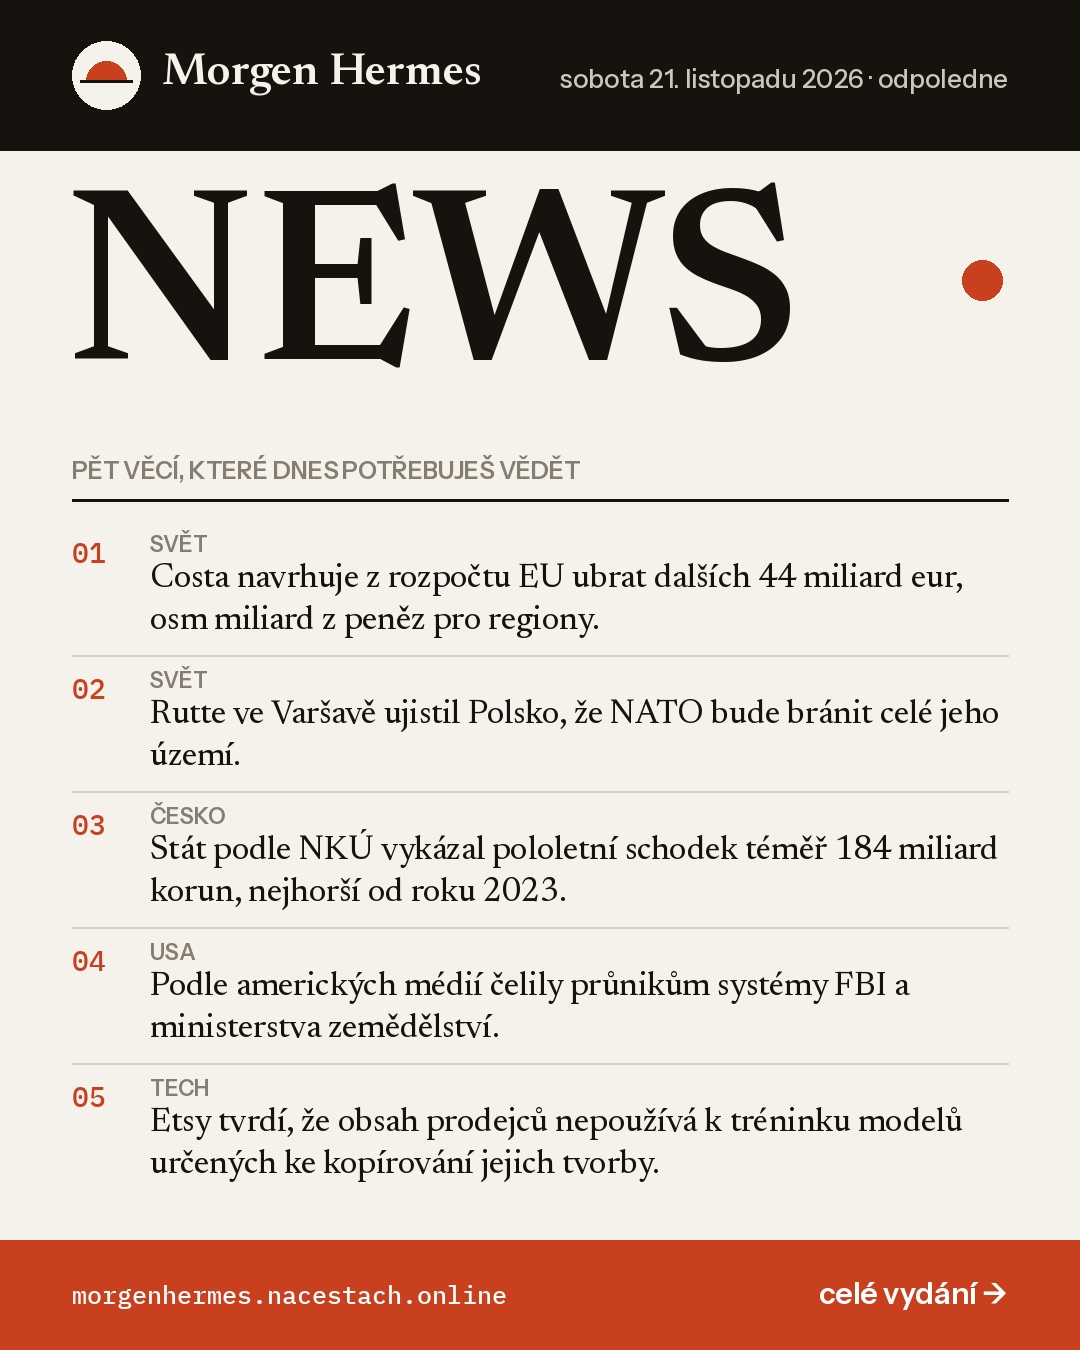 Morgen Hermes
sobota 21. listopadu 2026 · odpoledne
NEWS
PĚT VĚCÍ, KTERÉ DNES POTŘEBUJEŠ VĚDĚT
01
SVĚT
Costa navrhuje z rozpočtu EU ubrat dalších 44 miliard eur,
osm miliard z peněz pro regiony.
02
SVĚT
Rutte ve Varšavě ujistil Polsko, že NATO bude bránit celé jeho
území.
03
ČESKO
Stát podle NKÚ vykázal pololetní schodek téměř 184 miliard
korun, nejhorší od roku 2023.
04
USA
Podle amerických médií čelily průnikům systémy FBI a
ministerstva zemědělství.
05
TECH
Etsy tvrdí, že obsah prodejců nepoužívá k tréninku modelů
určených ke kopírování jejich tvorby.
morgenhermes.nacestach.online
celé vydání →